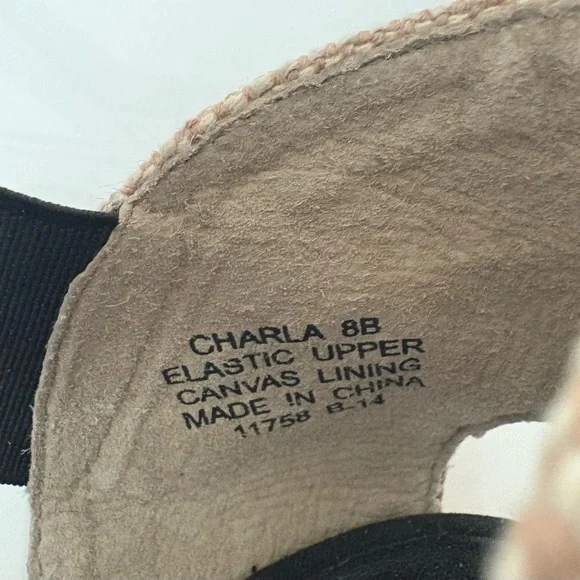 CHARLA 8B
ELASTIC UPPER
CANVAS LINING
MADE IN CHINA
11758 B-14